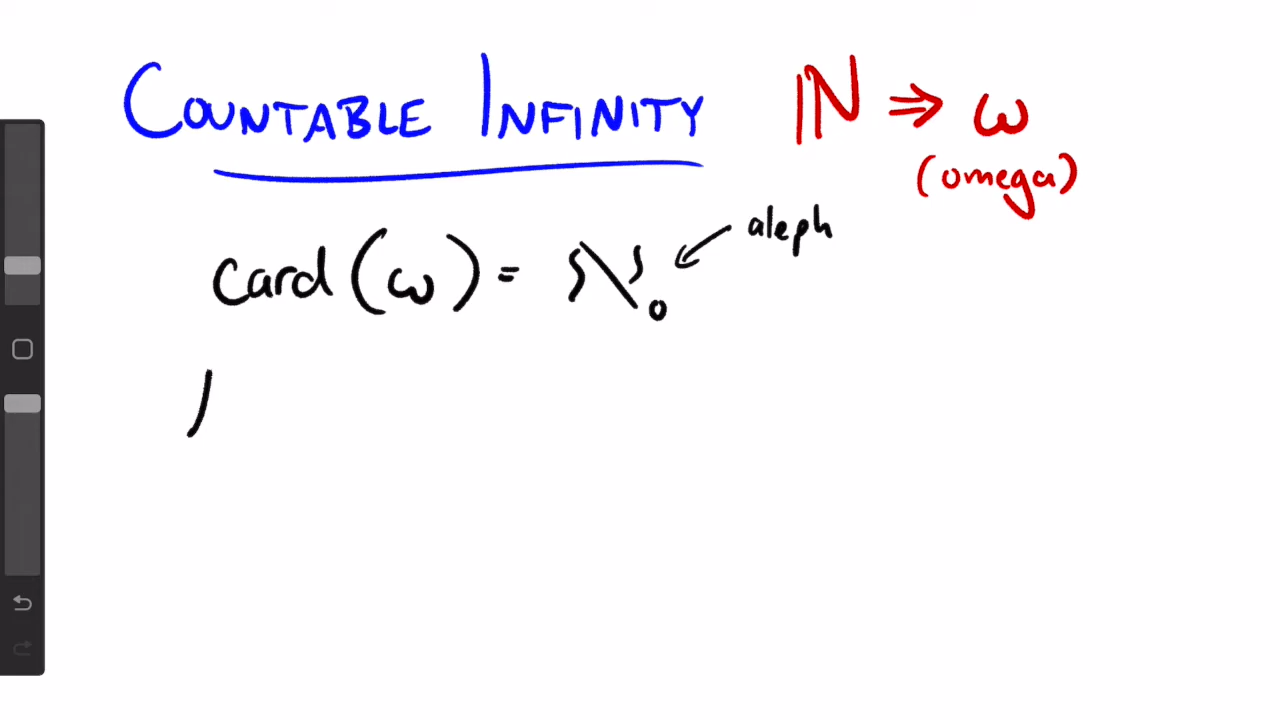 COUNTABLE INFINITY ℕ ⇒ ω
(omega)
card(ω) = ℵ₀ ← aleph